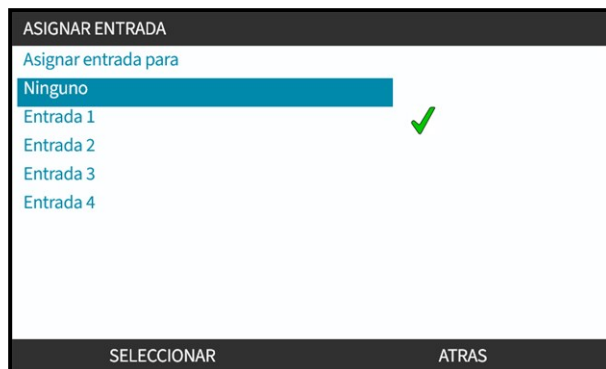 ASIGNAR ENTRADA
Asignar entrada para
Ninguno
Entrada 1
Entrada 2
Entrada 3
Entrada 4
SELECCIONAR ATRAS